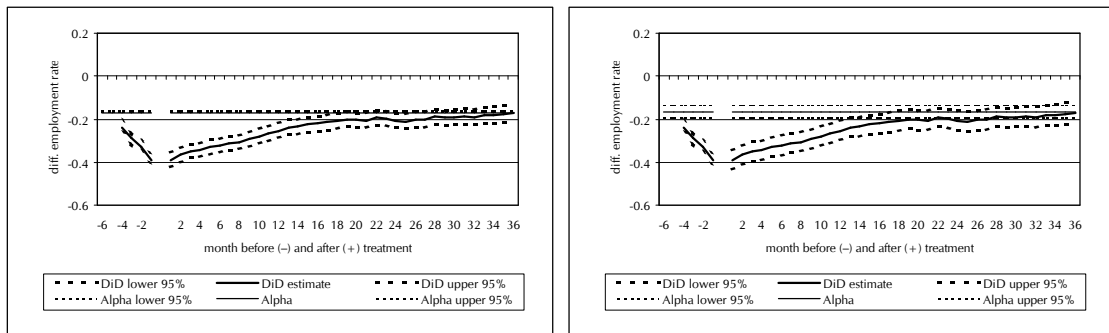 0.2
0
-0.2
-0.4
-0.6
diff. employment rate
-6 -4 -2 2 4 6 8 10 12 14 16 18 20 22 24 26 28 30 32 34 36
month before (–) and after (+) treatment
DiD lower 95% DiD estimate DiD upper 95%
Alpha lower 95% Alpha Alpha upper 95%
0.2
0
-0.2
-0.4
-0.6
diff. employment rate
-6 -4 -2 2 4 6 8 10 12 14 16 18 20 22 24 26 28 30 32 34 36
month before (–) and after (+) treatment
DiD lower 95% DiD estimate DiD upper 95%
Alpha lower 95% Alpha Alpha upper 95%